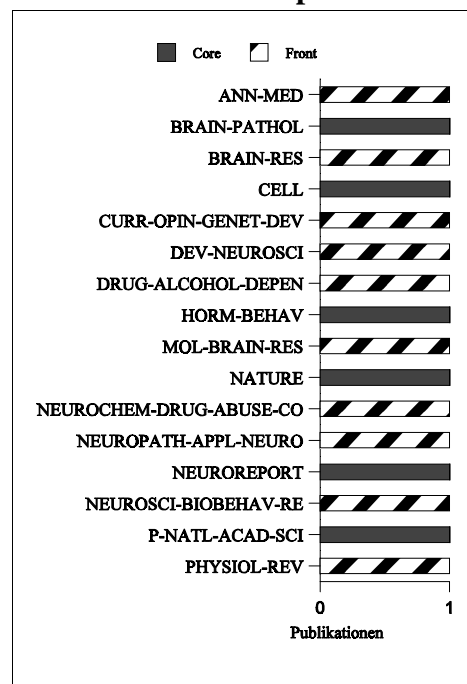 Core Front
ANN-MED
BRAIN-PATHOL
BRAIN-RES
CELL
CURR-OPIN-GENET-DEV
DEV-NEUROSCI
DRUG-ALCOHOL-DEPEN
HORM-BEHAV
MOL-BRAIN-RES
NATURE
NEUROCHEM-DRUG-ABUSE-CO
NEUROPATH-APPL-NEURO
NEUROREPORT
NEUROSCI-BIOBEHAV-RE
P-NATL-ACAD-SCI
PHYSIOL-REV
0 1
Publikationen